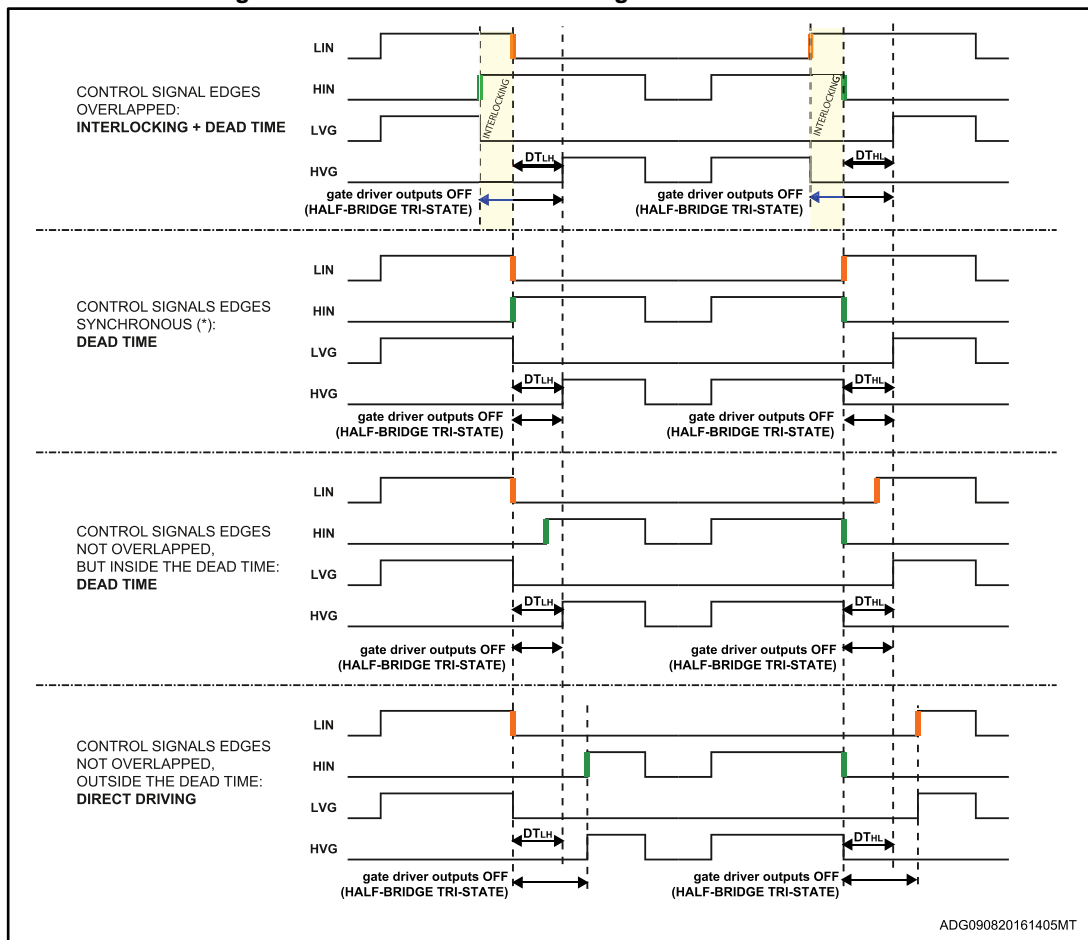 CONTROL SIGNAL EDGES
OVERLAPPED:
INTERLOCKING + DEAD TIME
LIN
HIN
LVG
HVG
INTERLOCKING
INTERLOCKING
DTLH
DTHL
gate driver outputs OFF
(HALF-BRIDGE TRI-STATE)
gate driver outputs OFF
(HALF-BRIDGE TRI-STATE)
CONTROL SIGNALS EDGES
SYNCHRONOUS (*):
DEAD TIME
LIN
HIN
LVG
HVG
DTLH
DTHL
gate driver outputs OFF
(HALF-BRIDGE TRI-STATE)
gate driver outputs OFF
(HALF-BRIDGE TRI-STATE)
CONTROL SIGNALS EDGES
NOT OVERLAPPED,
BUT INSIDE THE DEAD TIME:
DEAD TIME
LIN
HIN
LVG
HVG
DTLH
DTHL
gate driver outputs OFF
(HALF-BRIDGE TRI-STATE)
gate driver outputs OFF
(HALF-BRIDGE TRI-STATE)
CONTROL SIGNALS EDGES
NOT OVERLAPPED,
OUTSIDE THE DEAD TIME:
DIRECT DRIVING
LIN
HIN
LVG
HVG
DTLH
DTHL
gate driver outputs OFF
(HALF-BRIDGE TRI-STATE)
gate driver outputs OFF
(HALF-BRIDGE TRI-STATE)
ADG090820161405MT